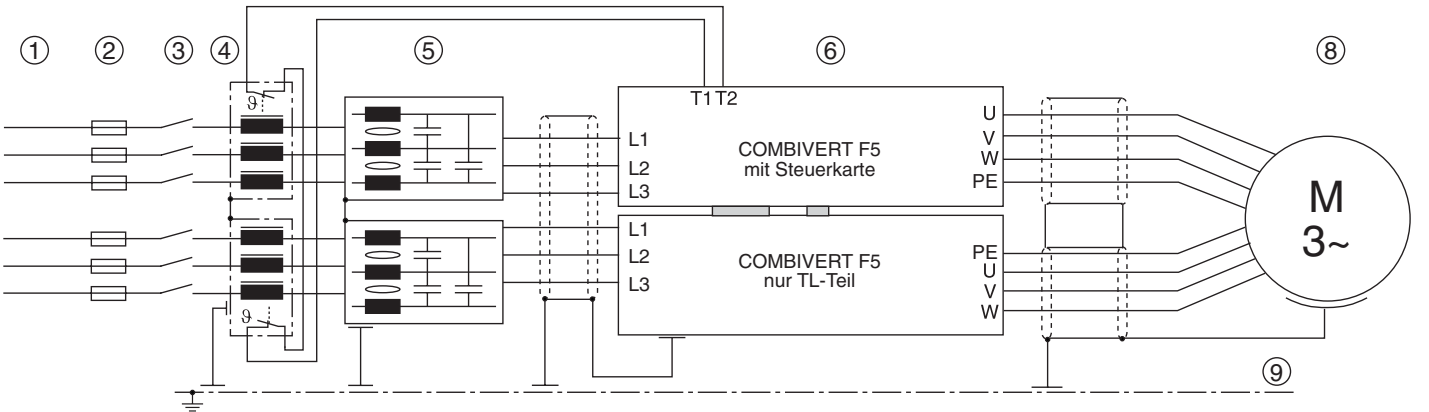 ① ② ③ ④ ⑤ ⑥ ⑧
T1 T2
ϑ
L1
L2
L3
COMBIVERT F5
mit Steuerkarte
U
V
W
PE
L1
L2
L3
COMBIVERT F5
nur TL-Teil
PE
U
V
W
M
3~
ϑ
⑨